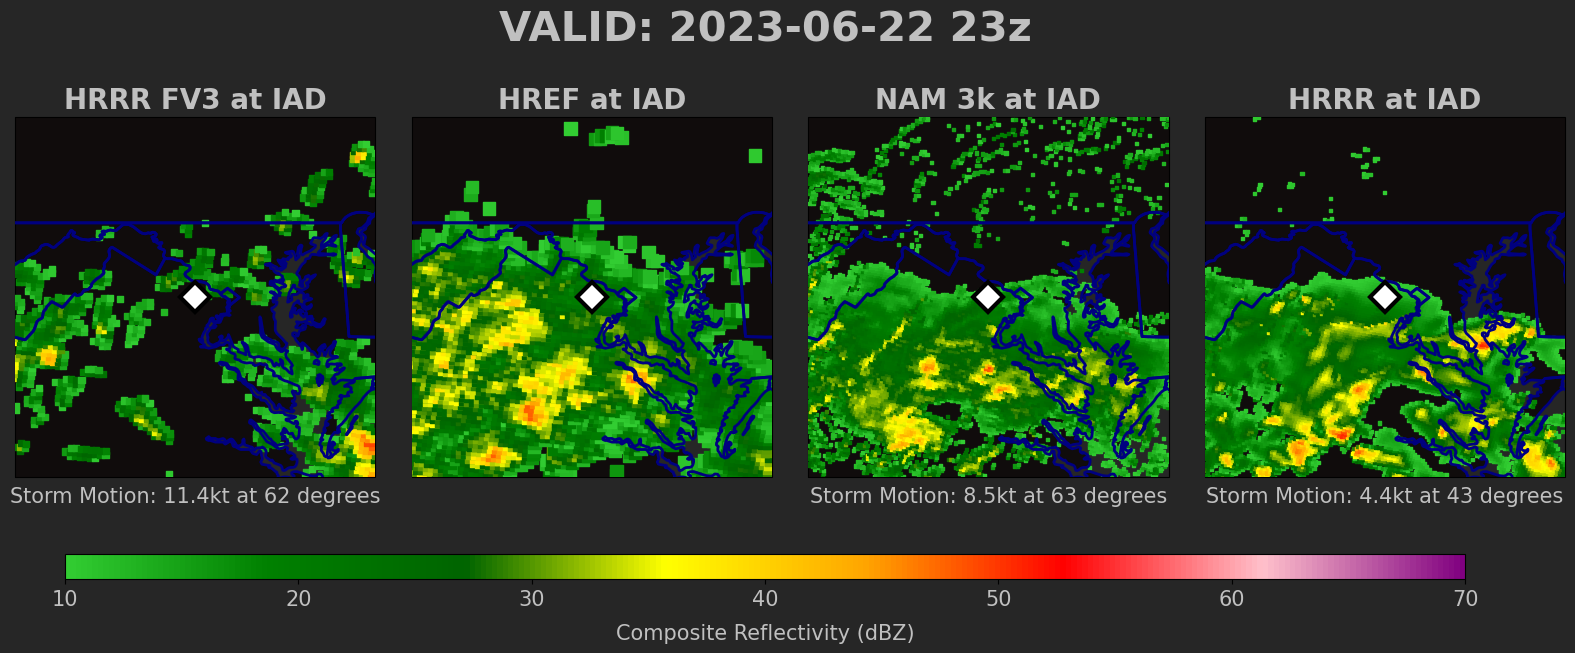 VALID: 2023-06-22 23z
HRRR FV3 at IAD
HREF at IAD
NAM 3k at IAD
HRRR at IAD
Storm Motion: 11.4kt at 62 degrees
Storm Motion: 8.5kt at 63 degrees
Storm Motion: 4.4kt at 43 degrees
10 20 30 40 50 60 70
Composite Reflectivity (dBZ)